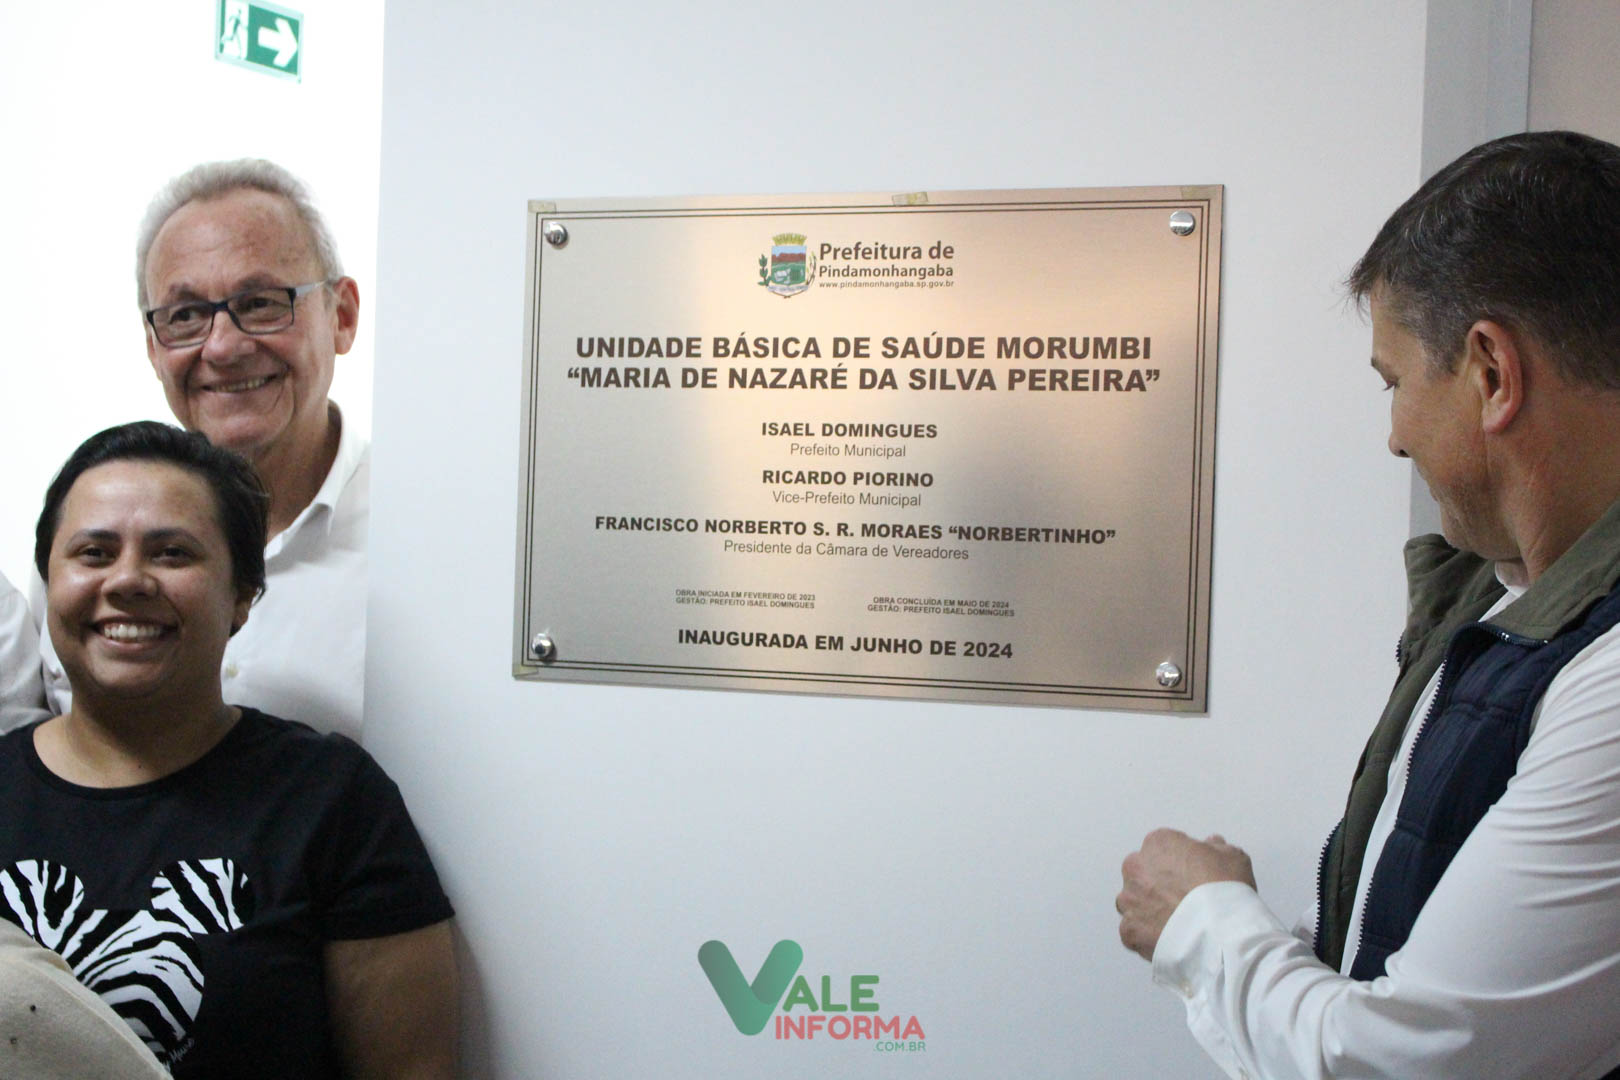 Prefeitura de
Pindamonhangaba
www.pindamonhangaba.sp.gov.br
UNIDADE BÁSICA DE SAÚDE MORUMBI
“MARIA DE NAZARÉ DA SILVA PEREIRA”
ISAEL DOMINGUES
Prefeito Municipal
RICARDO PIORINO
Vice-Prefeito Municipal
FRANCISCO NORBERTO S. R. MORAES “NORBERTINHO”
Presidente da Câmara de Vereadores
OBRA INICIADA EM FEVEREIRO DE 2023
GESTÃO: PREFEITO ISAEL DOMINGUES
OBRA CONCLUÍDA EM MAIO DE 2024
GESTÃO: PREFEITO ISAEL DOMINGUES
INAUGURADA EM JUNHO DE 2024
VALE
INFORMA
.COM.BR